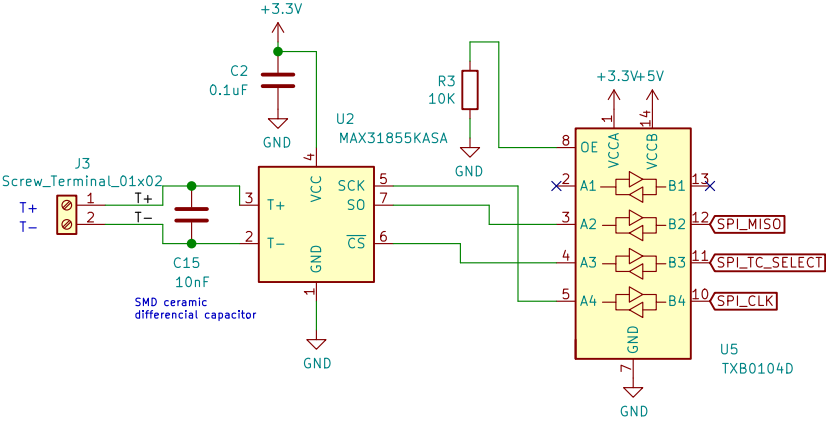 +3.3V
C2
0.1uF
GND
U2
MAX31855KASA
R3
10K
GND
+3.3V+5V
J3
Screw_Terminal_01x02
T+
T-
1
2
T+
T-
C15
10nF
SMD ceramic
differencial capacitor
4
VCC
3
T+
2
T-
SCK
5
SO
7
CS
6
GND
1
GND
1
VCCA
14
VCCB
8
OE
2
A1
B1
13
3
A2
B2
12
SPI_MISO
4
A3
B3
11
SPI_TC_SELECT
5
A4
B4
10
SPI_CLK
GND
7
U5
TXB0104D
GND